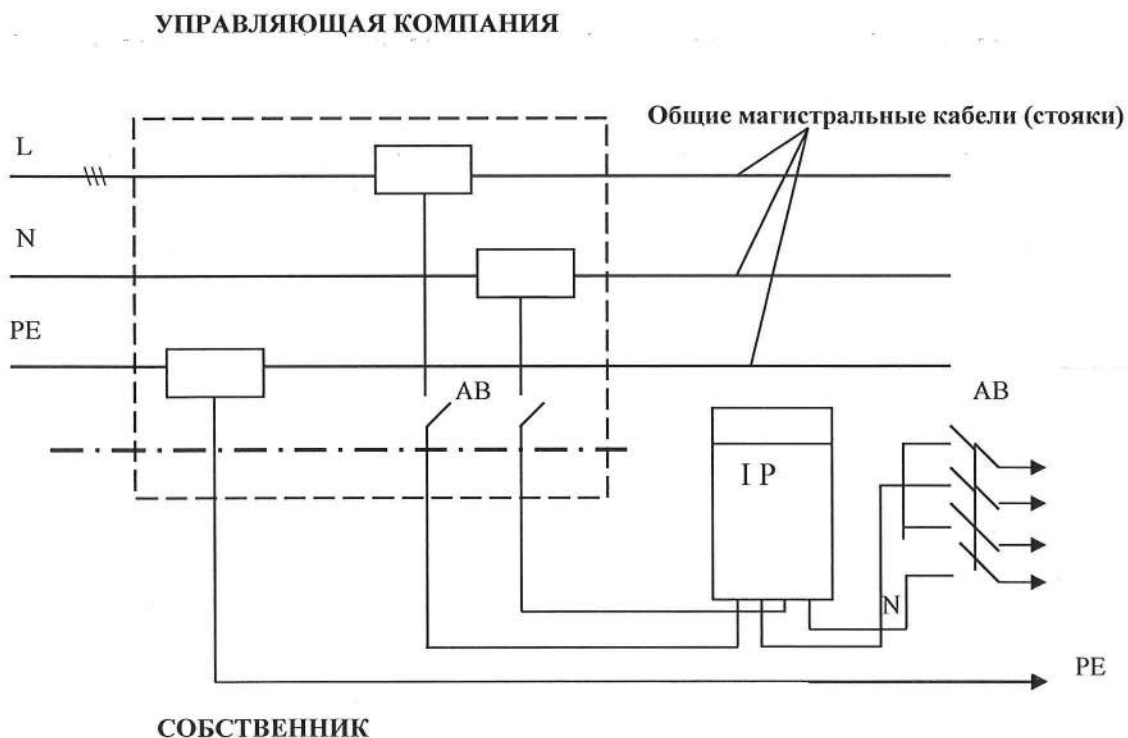 УПРАВЛЯЮЩАЯ КОМПАНИЯ
Общие магистральные кабели (стояки)
L
N
PE
АВ
АВ
I P
N
PE
СОБСТВЕННИК